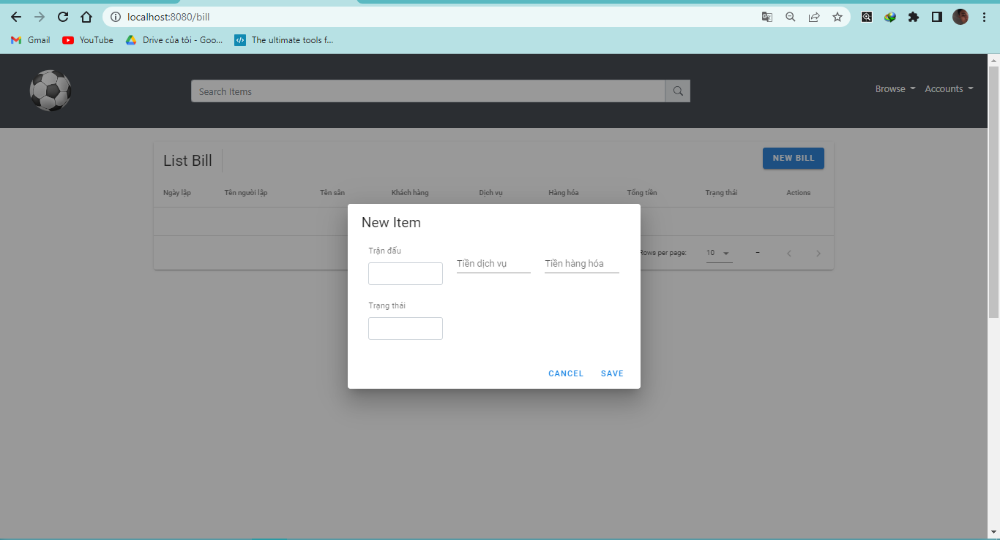 localhost:8080/bill
Gmail YouTube Drive của tôi - Goo... The ultimate tools f...
Search Items
Browse Accounts
List Bill
NEW BILL
Ngày lập Tên người lập Tên sân Khách hàng Dịch vụ Hàng hóa Tổng tiền Trạng thái Actions
Rows per page: 10 –
New Item
Trận đấu
Tiền dịch vụ Tiền hàng hóa
Trạng thái
CANCEL SAVE